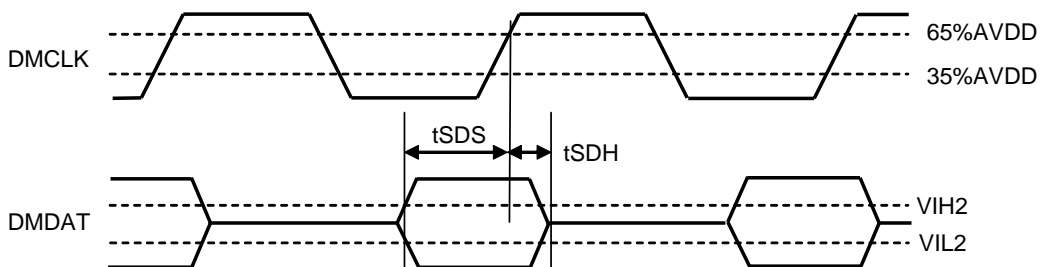 DMCLK
65%AVDD
35%AVDD
tSDS
tSDH
DMDAT
VIH2
VIL2